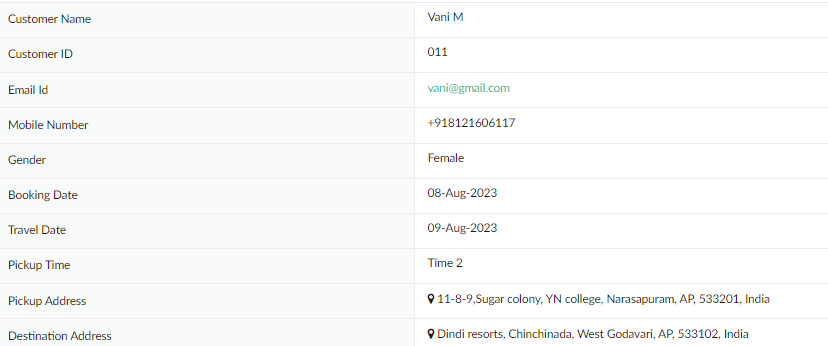 Customer Name Vani M
Customer ID 011
Email Id vani@gmail.com
Mobile Number +918121606117
Gender Female
Booking Date 08-Aug-2023
Travel Date 09-Aug-2023
Pickup Time Time 2
Pickup Address 11-8-9,Sugar colony, YN college, Narasapuram, AP, 533201, India
Destination Address Dindi resorts, Chinchinada, West Godavari, AP, 533102, India